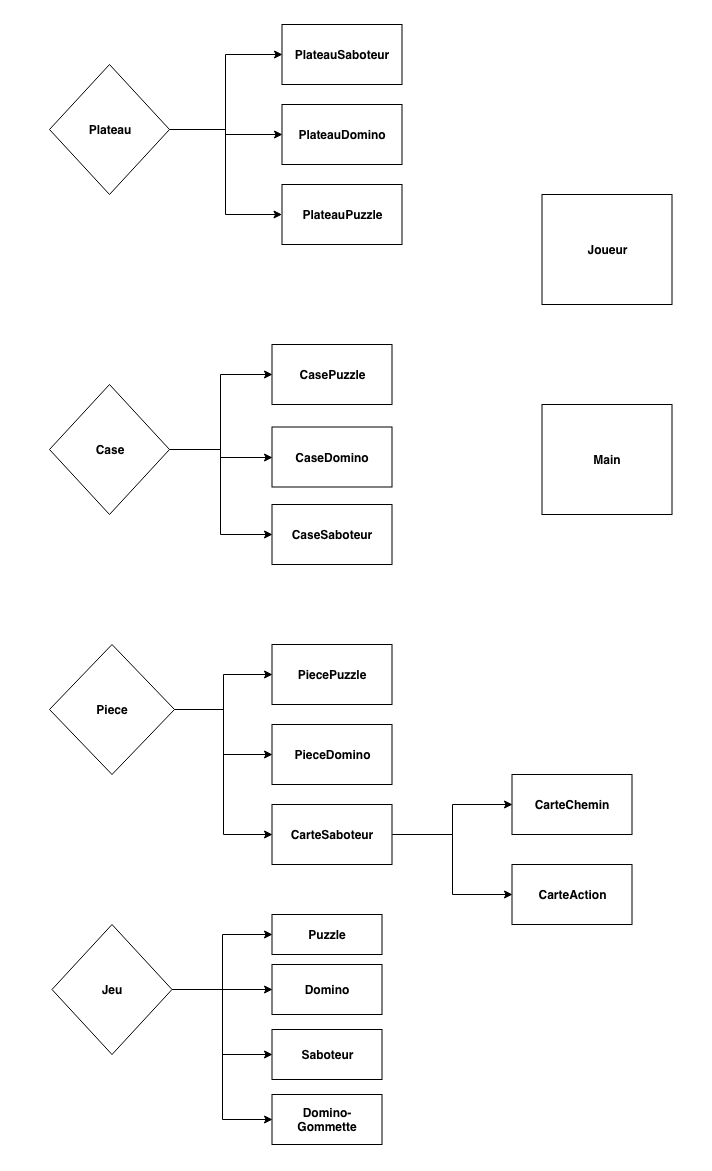 PlateauSaboteur
Plateau
PlateauDomino
PlateauPuzzle
Joueur
CasePuzzle
Case
CaseDomino
Main
CaseSaboteur
PiecePuzzle
Piece
PieceDomino
CarteChemin
CarteSaboteur
CarteAction
Puzzle
Jeu
Domino
Saboteur
Domino-
Gommette